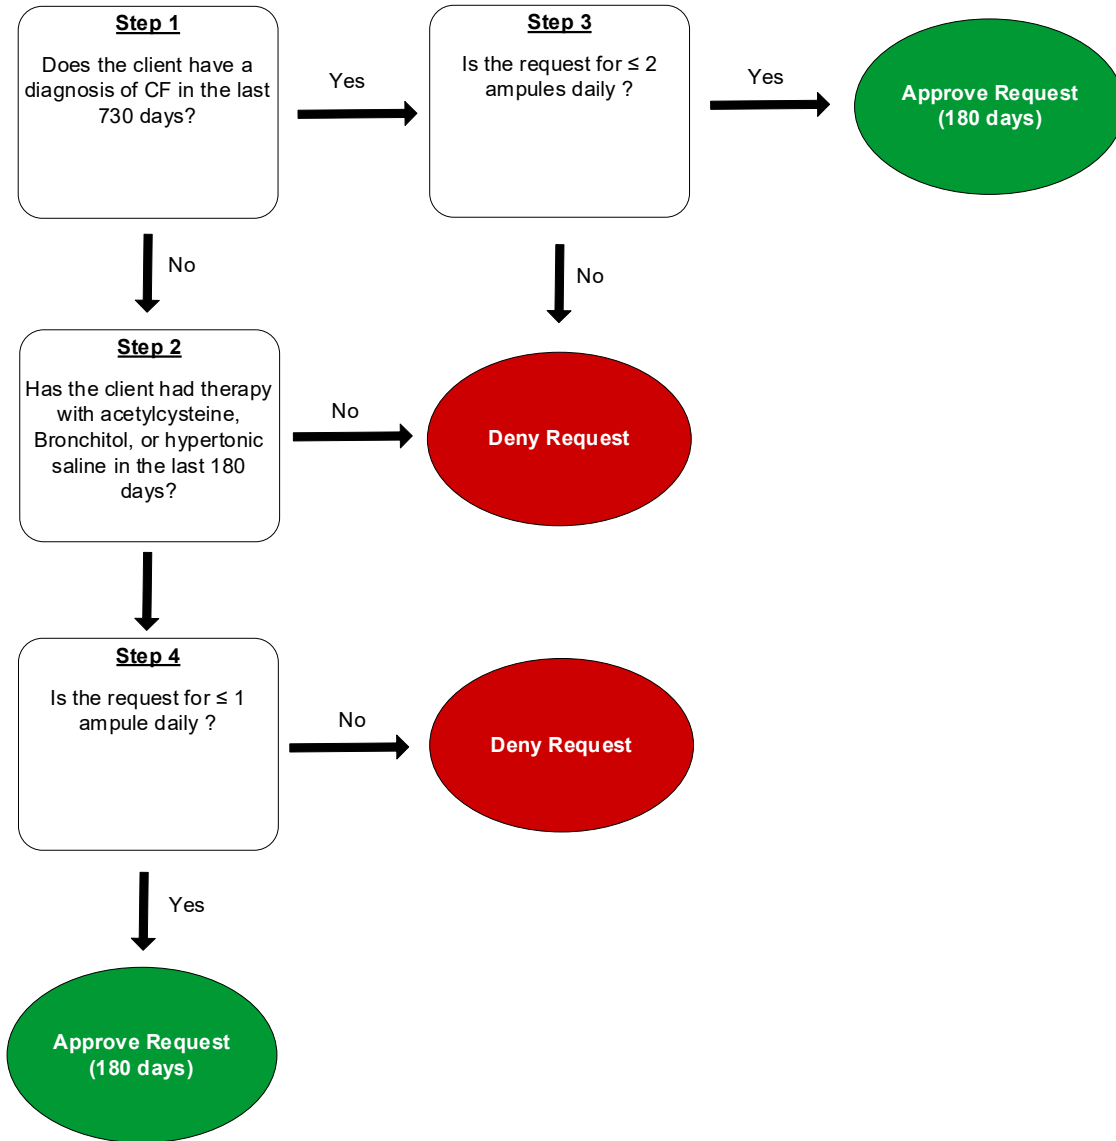 Step 1
Does the client have a
diagnosis of CF in the last
730 days?
Yes
Step 3
Is the request for ≤ 2
ampules daily ?
Yes
Approve Request
(180 days)
No
No
Step 2
Has the client had therapy
with acetylcysteine,
Bronchitol, or hypertonic
saline in the last 180
days?
No
Deny Request
Step 4
Is the request for ≤ 1
ampule daily ?
No
Deny Request
Yes
Approve Request
(180 days)